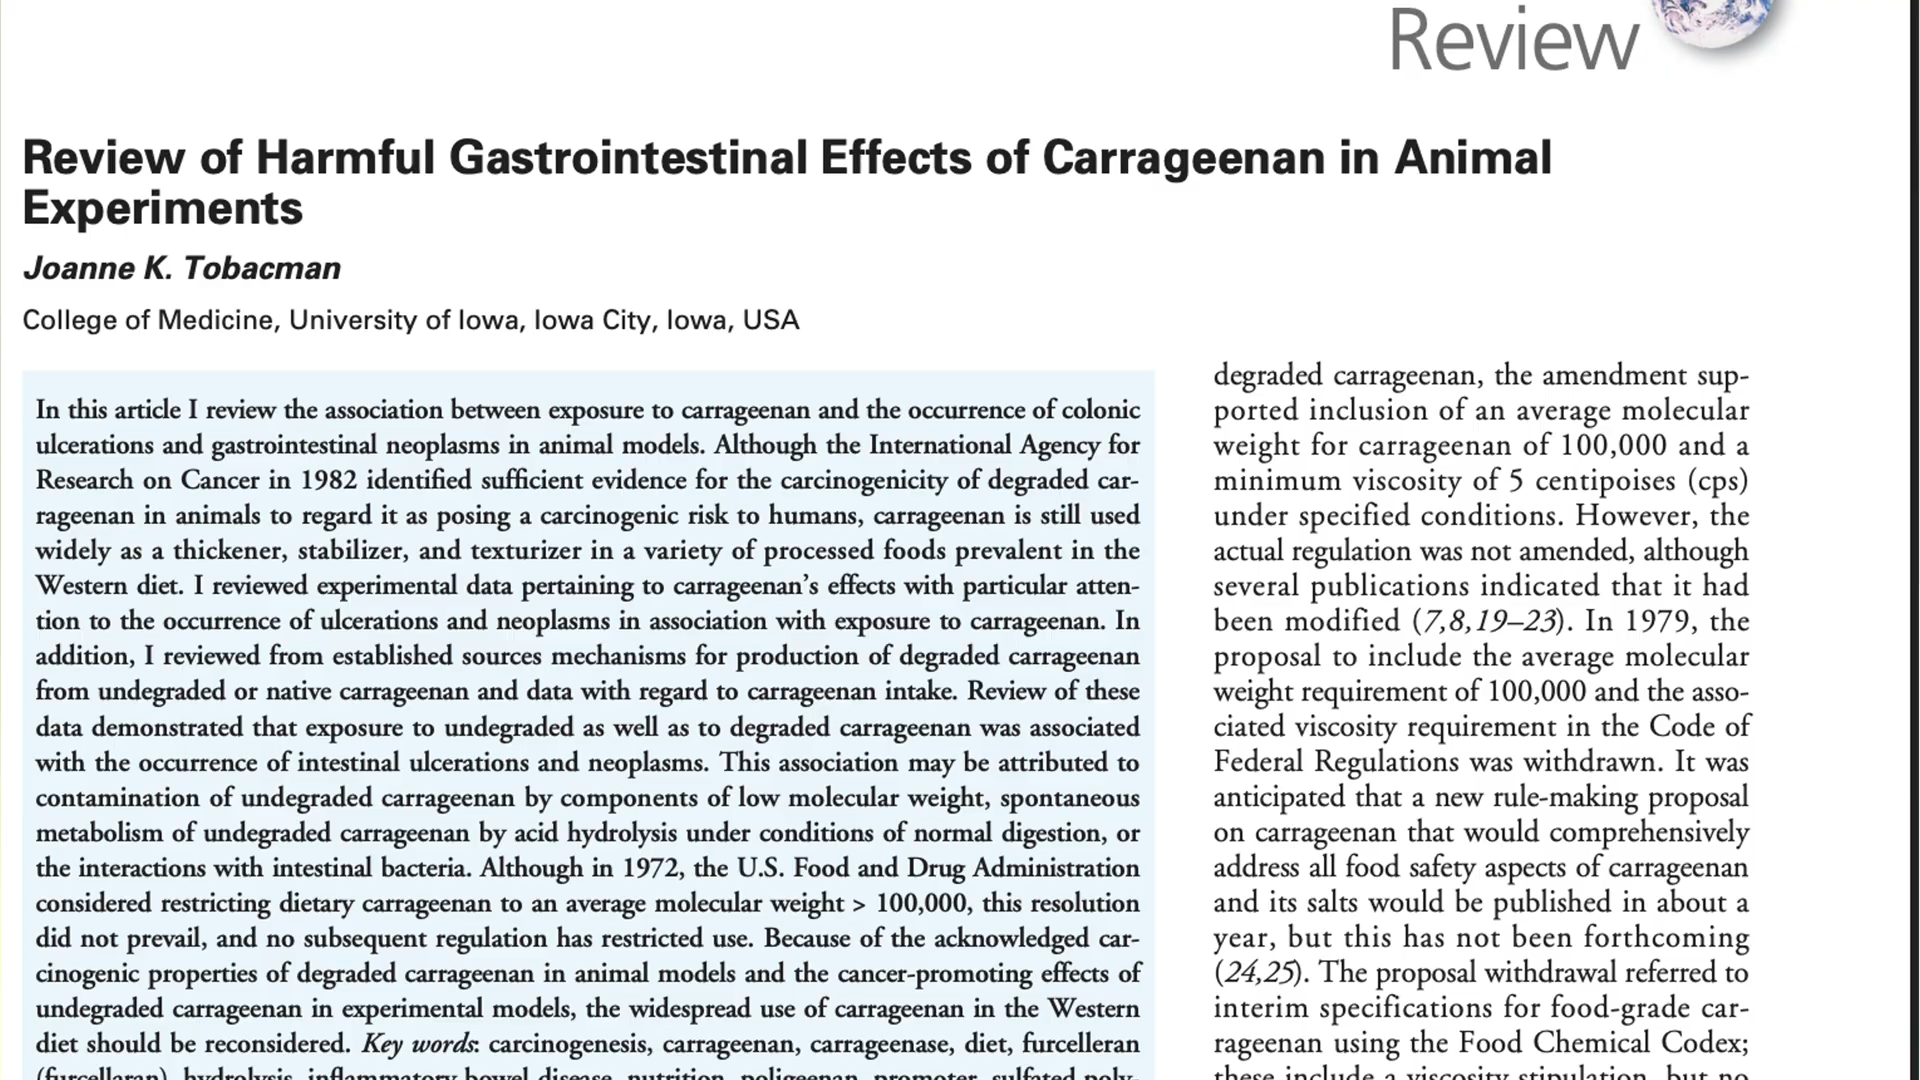 Review
Review of Harmful Gastrointestinal Effects of Carrageenan in Animal
Experiments
Joanne K. Tobacman
College of Medicine, University of Iowa, Iowa City, Iowa, USA
In this article I review the association between exposure to carrageenan and the occurrence of colonic
ulcerations and gastrointestinal neoplasms in animal models. Although the International Agency for
Research on Cancer in 1982 identified sufficient evidence for the carcinogenicity of degraded car-
rageenan in animals to regard it as posing a carcinogenic risk to humans, carrageenan is still used
widely as a thickener, stabilizer, and texturizer in a variety of processed foods prevalent in the
Western diet. I reviewed experimental data pertaining to carrageenan’s effects with particular atten-
tion to the occurrence of ulcerations and neoplasms in association with exposure to carrageenan. In
addition, I reviewed from established sources mechanisms for production of degraded carrageenan
from undegraded or native carrageenan and data with regard to carrageenan intake. Review of these
data demonstrated that exposure to undegraded as well as to degraded carrageenan was associated
with the occurrence of intestinal ulcerations and neoplasms. This association may be attributed to
contamination of undegraded carrageenan by components of low molecular weight, spontaneous
metabolism of undegraded carrageenan by acid hydrolysis under conditions of normal digestion, or
the interactions with intestinal bacteria. Although in 1972, the U.S. Food and Drug Administration
considered restricting dietary carrageenan to an average molecular weight > 100,000, this resolution
did not prevail, and no subsequent regulation has restricted use. Because of the acknowledged car-
cinogenic properties of degraded carrageenan in animal models and the cancer-promoting effects of
undegraded carrageenan in experimental models, the widespread use of carrageenan in the Western
diet should be reconsidered. Key words: carcinogenesis, carrageenan, carrageenase, diet, furcelleran
(furcellaran), hydrolysis, inflammatory bowel disease, nutrition, poligeenan, promoter, sulfated poly-
degraded carrageenan, the amendment sup-
ported inclusion of an average molecular
weight for carrageenan of 100,000 and a
minimum viscosity of 5 centipoises (cps)
under specified conditions. However, the
actual regulation was not amended, although
several publications indicated that it had
been modified (7,8,19–23). In 1979, the
proposal to include the average molecular
weight requirement of 100,000 and the asso-
ciated viscosity requirement in the Code of
Federal Regulations was withdrawn. It was
anticipated that a new rule-making proposal
on carrageenan that would comprehensively
address all food safety aspects of carrageenan
and its salts would be published in about a
year, but this has not been forthcoming
(24,25). The proposal withdrawal referred to
interim specifications for food-grade car-
rageenan using the Food Chemical Codex;
these include a viscosity stipulation, but no